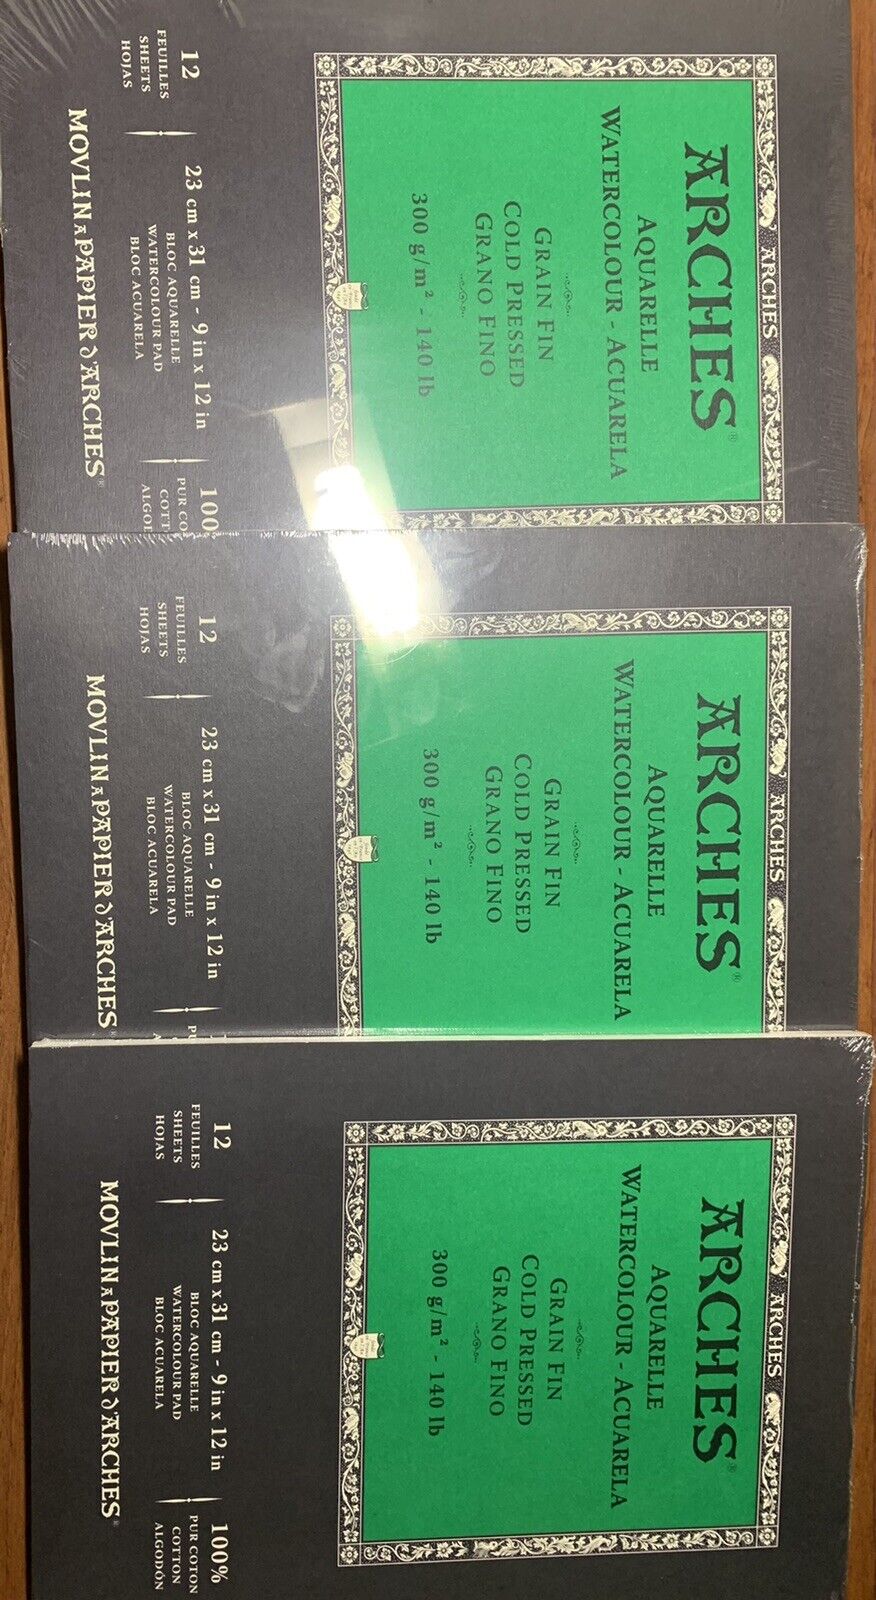 ARCHES
ARCHES®
AQUARELLE
WATERCOLOUR - ACUARELA
GRAIN FIN
COLD PRESSED
GRANO FINO
300 g/m² - 140 lb
12
FEUILLES
SHEETS
HOJAS
23 cm x 31 cm - 9 in x 12 in
BLOC AQUARELLE
WATERCOLOUR PAD
BLOC ACUARELA
100
PUR CO
COTT
ALGO
MOVLIN A PAPIER D'ARCHES®
ARCHES
ARCHES®
AQUARELLE
WATERCOLOUR - ACUARELA
GRAIN FIN
COLD PRESSED
GRANO FINO
300 g/m² - 140 lb
12
FEUILLES
SHEETS
HOJAS
23 cm x 31 cm - 9 in x 12 in
BLOC AQUARELLE
WATERCOLOUR PAD
BLOC ACUARELA
MOVLIN A PAPIER D'ARCHES
ARCHES
ARCHES®
AQUARELLE
WATERCOLOUR - ACUARELA
GRAIN FIN
COLD PRESSED
GRANO FINO
300 g/m² - 140 lb
12
FEUILLES
SHEETS
HOJAS
23 cm x 31 cm - 9 in x 12 in
BLOC AQUARELLE
WATERCOLOUR PAD
BLOC ACUARELA
100%
PUR COTON
COTTON
ALGODÓN
MOVLIN A PAPIER D'ARCHES®